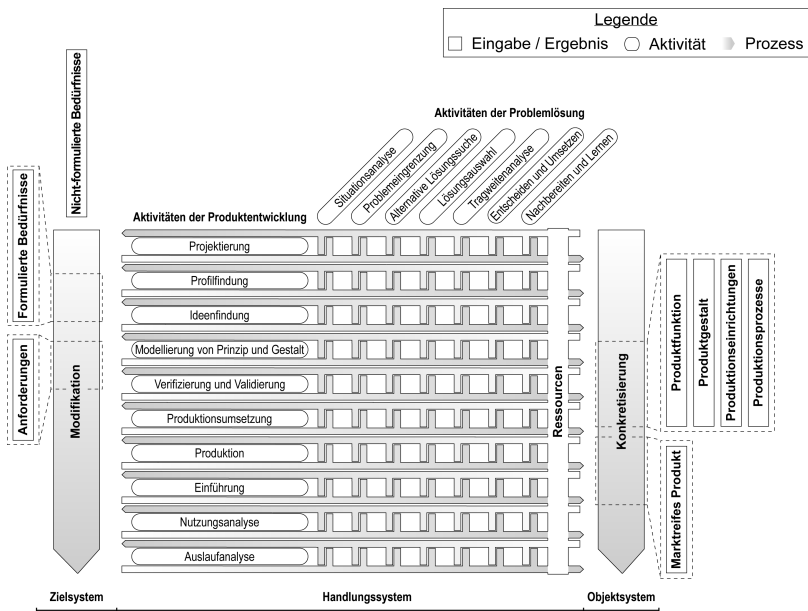 Legende
Eingabe / Ergebnis
Aktivität
Prozess
Nicht-formulierte Bedürfnisse
Formulierte Bedürfnisse
Anforderungen
Modifikation
Aktivitäten der Problemlösung
Situationsanalyse
Problemeingrenzung
Alternative Lösungssuche
Lösungsauswahl
Tragweitenanalyse
Entscheiden und Umsetzen
Nachbereiten und Lernen
Aktivitäten der Produktentwicklung
Projektierung
Profilfindung
Ideenfindung
Modellierung von Prinzip und Gestalt
Verifizierung und Validierung
Produktionsumsetzung
Produktion
Einführung
Nutzungsanalyse
Auslaufanalyse
Ressourcen
Konkretisierung
Produktfunktion
Produktgestalt
Produktionseinrichtungen
Produktionsprozesse
Marktreifes Produkt
Zielsystem
Handlungssystem
Objektsystem